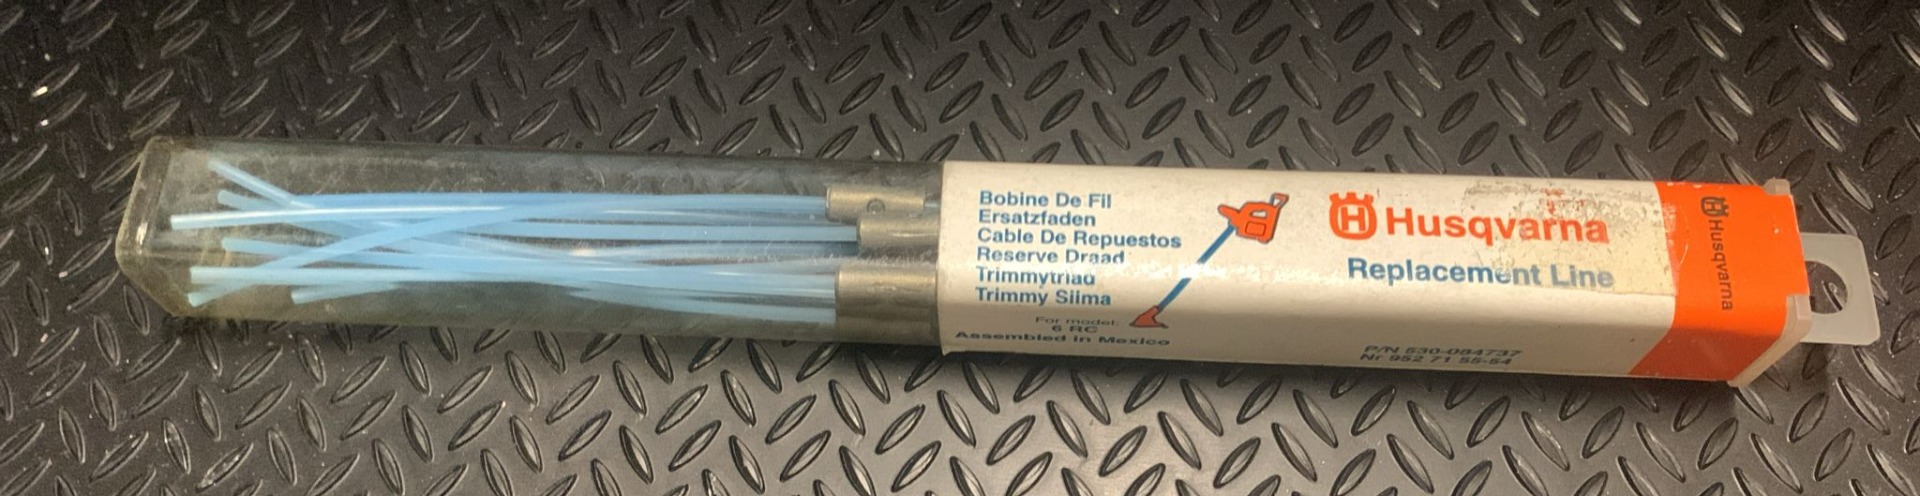 Bobine De Fil
Ersatzfaden
Cable De Repuestos
Reserve Draad
Trimmytriad
Trimmy Siima
For model:
6 RC
Assembled in Mexico
Husqvarna
Replacement Line
P/N 530-084737
Nr 952 71 55-54
Husqvarna